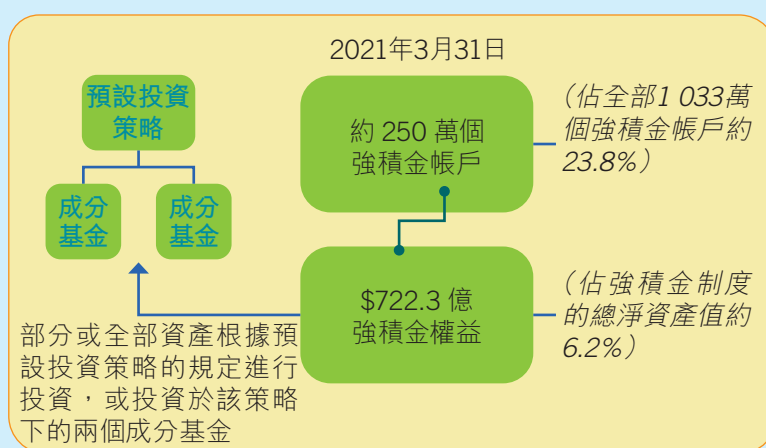 2021年3月31日
預設投資
策略
成分
基金
成分
基金
約 250 萬個
強積金帳戶
（佔全部1 033萬
個強積金帳戶約
23.8%）
$722.3 億
強積金權益
（佔強積金制度
的總淨資產值約
6.2%）
部分或全部資產根據預
設投資策略的規定進行
投資，或投資於該策略
下的兩個成分基金